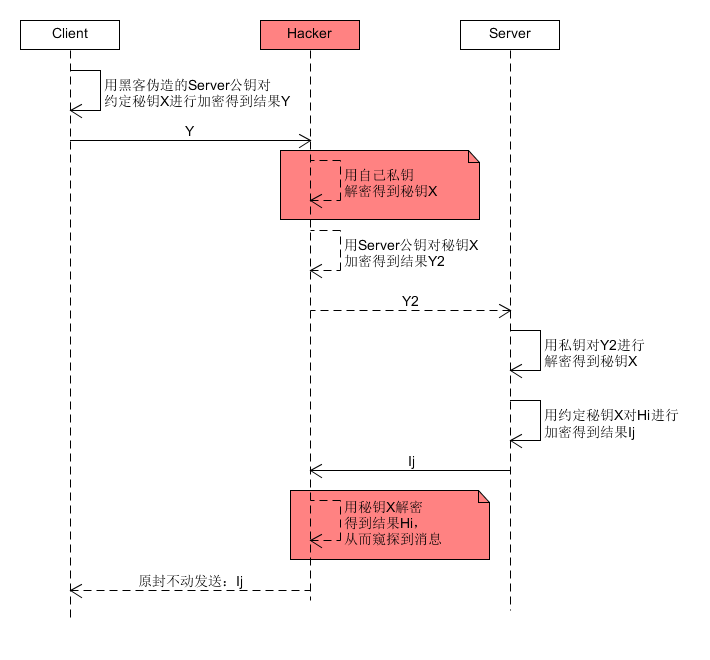 Client
Hacker
Server
用黑客伪造的Server公钥对
约定秘钥X进行加密得到结果Y
Y
用自己私钥
解密得到秘钥X
用Server公钥对秘钥X
加密得到结果Y2
Y2
用私钥对Y2进行
解密得到秘钥X
用约定秘钥X对Hi进行
加密得到结果Ij
Ij
用秘钥X解密
得到结果Hi，
从而窥探到消息
原封不动发送：Ij